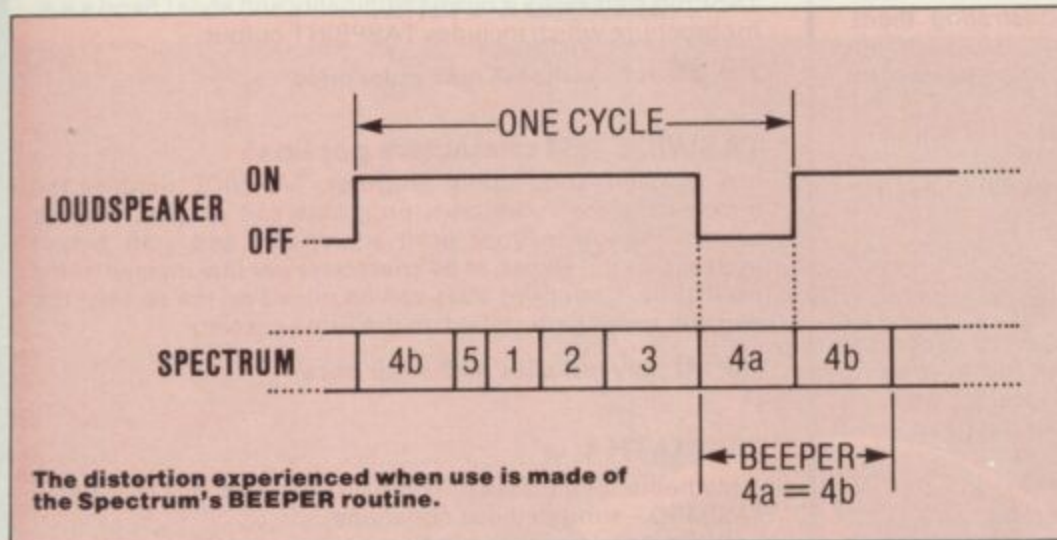 ONE CYCLE
ON
LOUDSPEAKER
OFF
SPECTRUM 4b 5 1 2 3 4a 4b
BEEPER
4a = 4b
The distortion experienced when use is made of
the Spectrum's BEEPER routine.